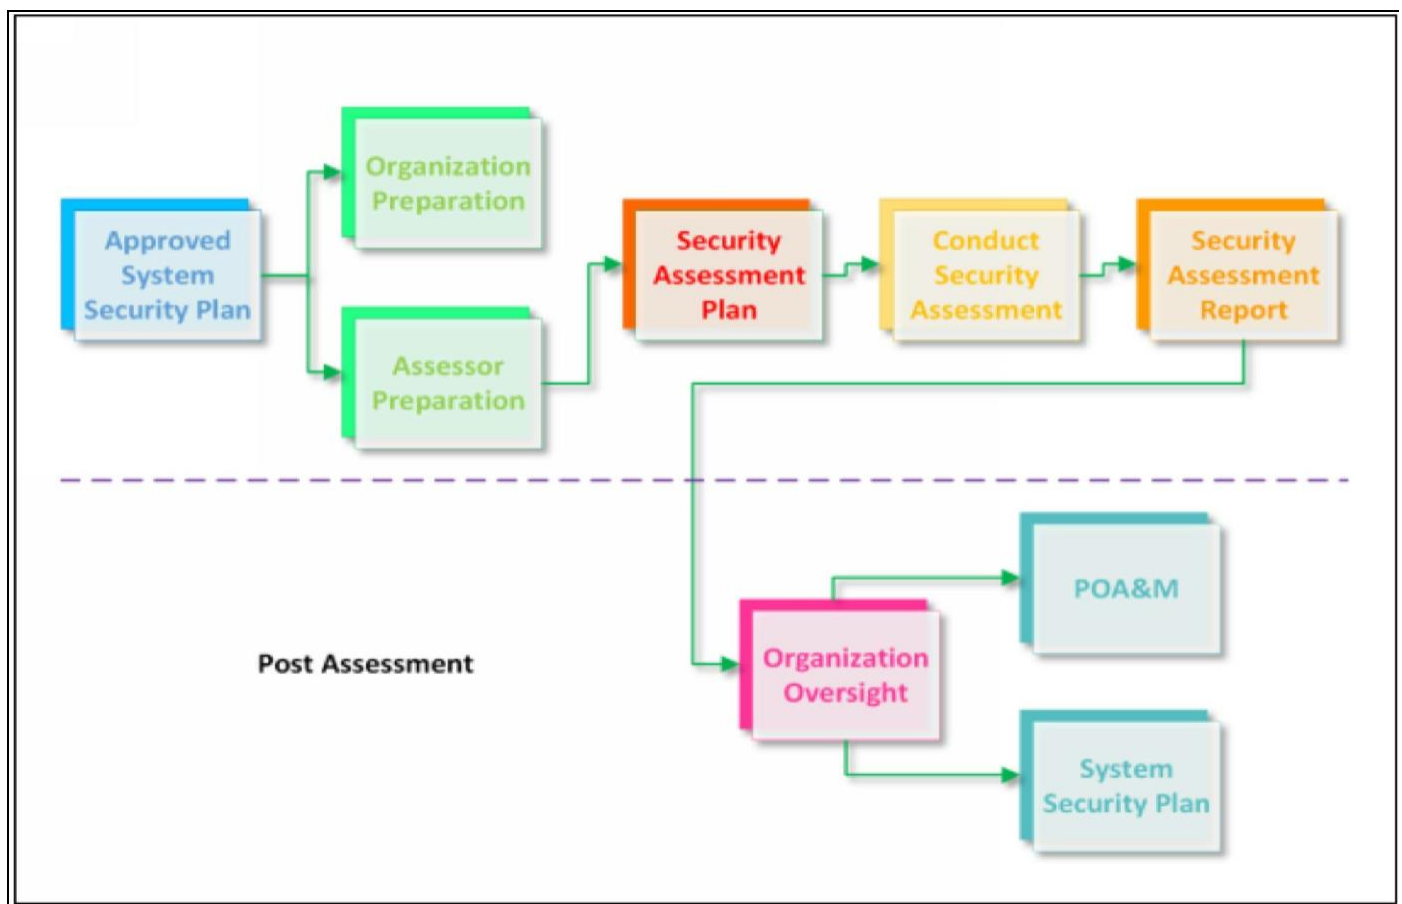 Organization
Preparation
Approved
System
Security Plan
Assessor
Preparation
Security
Assessment
Plan
Conduct
Security
Assessment
Security
Assessment
Report
Post Assessment
Organization
Oversight
POA&M
System
Security Plan